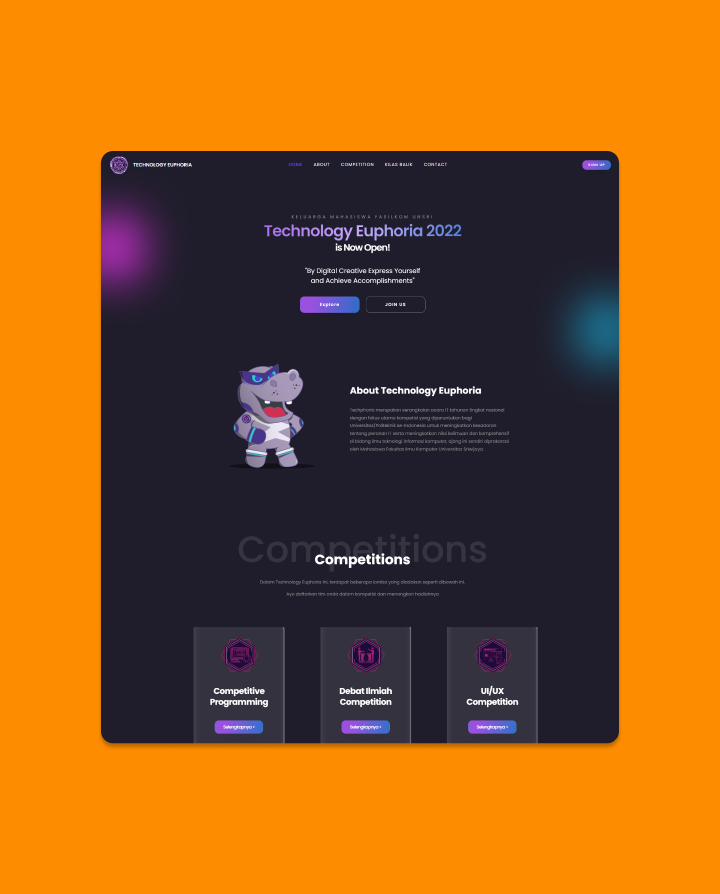 TECHNOLOGY EUPHORIA
HOME ABOUT COMPETITION KILAS BALIK CONTACT
SIGN UP
KELUARGA MAHASISWA FASILKOM UNSRI
Technology Euphoria 2022
is Now Open!
"By Digital Creative Express Yourself
and Achieve Accomplishments"
Explore
JOIN US
About Technology Euphoria
Techphoria merupakan serangkaian acara IT tahunan tingkat nasional
dengan fokus utama kompetisi yang diperuntukan bagi
Universitas/Politeknik se-Indonesia untuk meningkatkan kesadaran
tentang peranan IT serta meningkatkan nilai keilmuan dan komprehensif
di bidang ilmu teknologi informasi komputer, ajang ini sendiri diprakarsai
oleh Mahasiswa Fakultas Ilmu Komputer Universitas Sriwijaya
Competitions
Competitions
Dalam Technology Euphoria ini, terdapat beberapa lomba yang diadakan seperti dibawah ini.
Ayo daftarkan tim anda dalam kompetisi dan menangkan hadiahnya
Competitive
Programming
Selengkapnya >
Debat Ilmiah
Competition
Selengkapnya >
UI/UX
Competition
Selengkapnya >